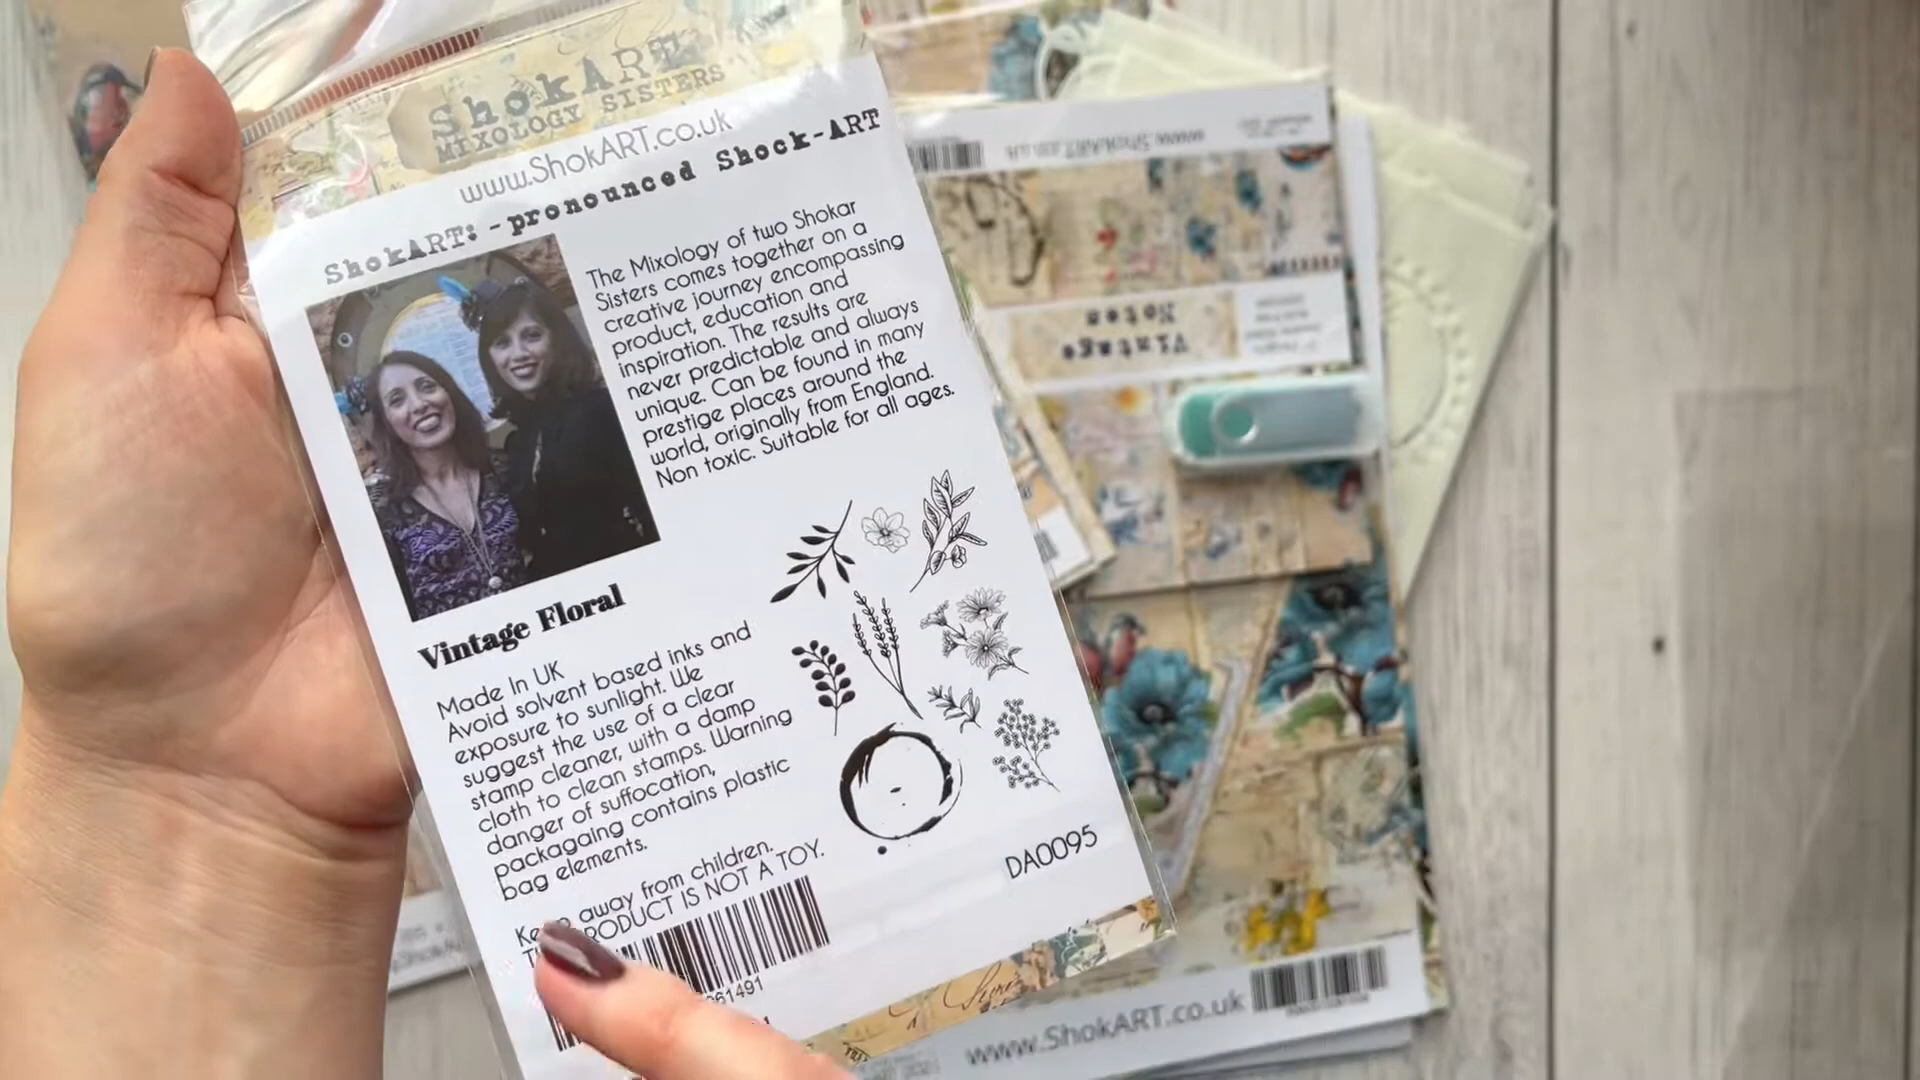 ShokART
MIXOLOGY SISTERS
www.ShokART.co.uk
ShokART: - pronounced Shock-ART
The Mixology of two Shokar
Sisters comes together on a
creative journey encompassing
product, education and
inspiration. The results are
never predictable and always
unique. Can be found in many
prestige places around the
world, originally from England.
Non toxic. Suitable for all ages.
Vintage Floral
Made In UK
Avoid solvent based inks and
exposure to sunlight. We
suggest the use of a clear
stamp cleaner, with a damp
cloth to clean stamps. Warning
danger of suffocation,
packagaing contains plastic
bag elements.
away from children.
IS NOT A TOY.
61491
DA0095
www.ShokART.co.uk
Vintage
Notes
www.ShokART.co.uk